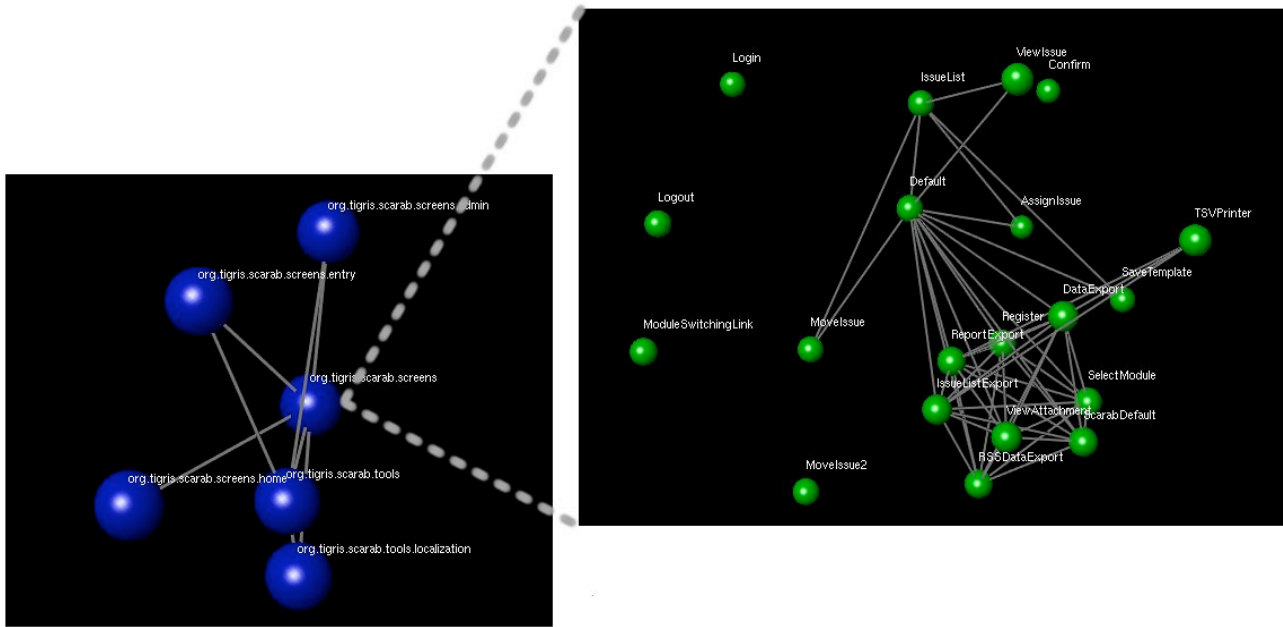 org.tigris.scarab.screens.admin
org.tigris.scarab.screens.entry
org.tigris.scarab.screens
org.tigris.scarab.screens.home
org.tigris.scarab.tools
org.tigris.scarab.tools.localization
Login
ViewIssue
Confirm
IssueList
Default
Logout
AssignIssue
TSVPrinter
SaveTemplate
DataExport
Register
ReportExport
MoveIssue
ModuleSwitchingLink
SelectModule
IssueListExport
ViewAttachment
ScarabDefault
RSSDataExport
MoveIssue2